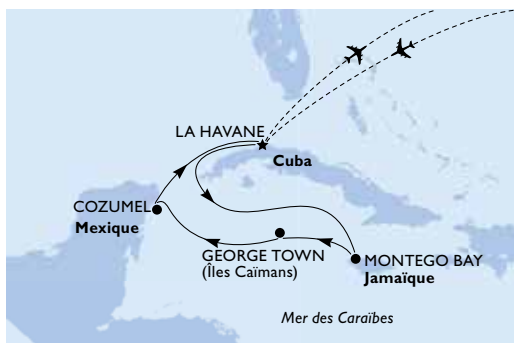 LA HAVANE
Cuba
COZUMEL
Mexique
GEORGE TOWN
(Îles Caïmans)
MONTEGO BAY
Jamaïque
Mer des Caraïbes